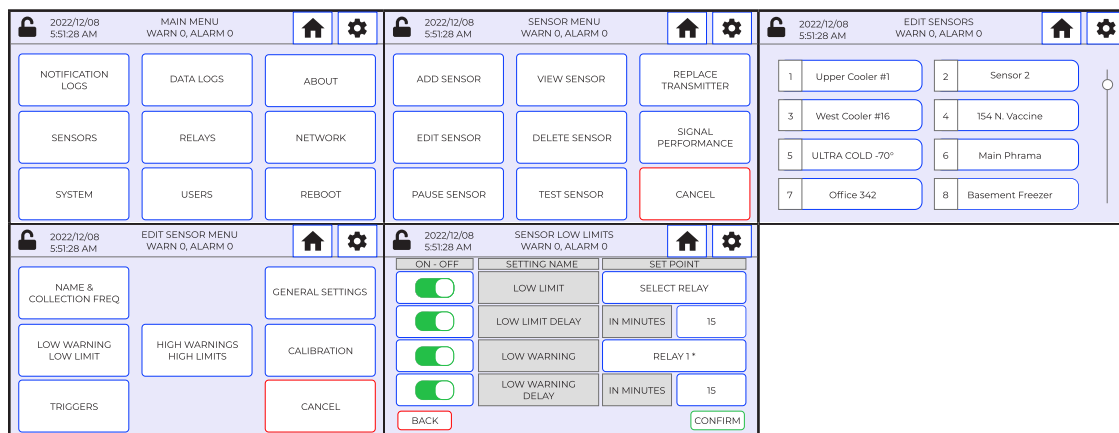 2022/12/08
5:51:28 AM
MAIN MENU
WARN 0, ALARM 0
NOTIFICATION
LOGS
DATA LOGS
ABOUT
SENSORS
RELAYS
NETWORK
SYSTEM
USERS
REBOOT
2022/12/08
5:51:28 AM
SENSOR MENU
WARN 0, ALARM 0
ADD SENSOR
VIEW SENSOR
REPLACE
TRANSMITTER
EDIT SENSOR
DELETE SENSOR
SIGNAL
PERFORMANCE
PAUSE SENSOR
TEST SENSOR
CANCEL
2022/12/08
5:51:28 AM
EDIT SENSORS
WARN 0, ALARM 0
1 Upper Cooler #1
2 Sensor 2
3 West Cooler #16
4 154 N. Vaccine
5 ULTRA COLD -70°
6 Main Phrama
7 Office 342
8 Basement Freezer
2022/12/08
5:51:28 AM
EDIT SENSOR MENU
WARN 0, ALARM 0
NAME &
COLLECTION FREQ
GENERAL SETTINGS
LOW WARNING
LOW LIMIT
HIGH WARNINGS
HIGH LIMITS
CALIBRATION
TRIGGERS
CANCEL
2022/12/08
5:51:28 AM
SENSOR LOW LIMITS
WARN 0, ALARM 0
ON - OFF SETTING NAME SET POINT
LOW LIMIT SELECT RELAY
LOW LIMIT DELAY IN MINUTES 15
LOW WARNING RELAY 1 *
LOW WARNING
DELAY
IN MINUTES 15
BACK CONFIRM